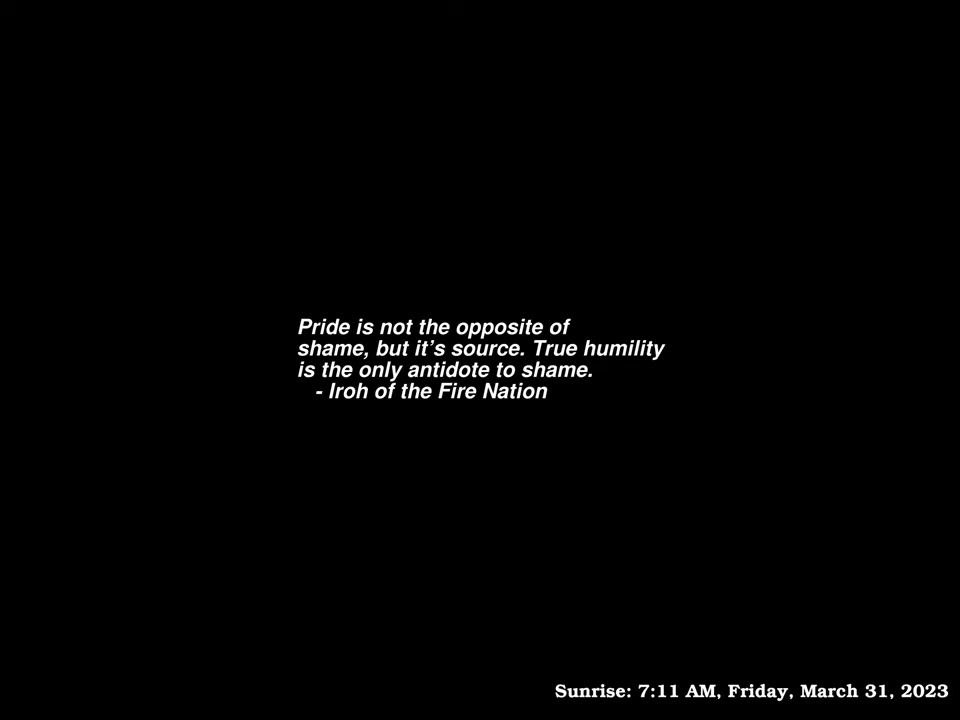 Pride is not the opposite of
shame, but it’s source. True humility
is the only antidote to shame.
- Iroh of the Fire Nation
Sunrise: 7:11 AM, Friday, March 31, 2023